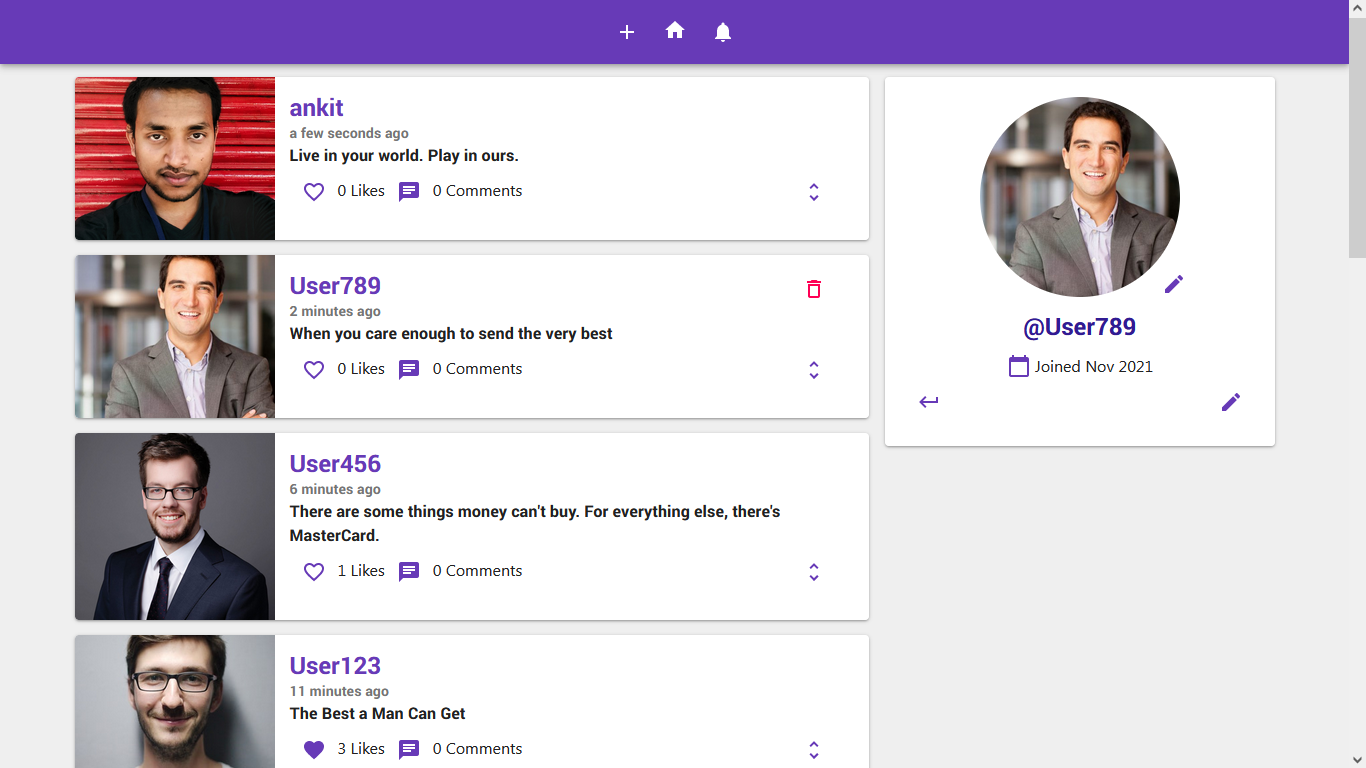 ankit
a few seconds ago
Live in your world. Play in ours.
0 Likes 0 Comments
User789
2 minutes ago
When you care enough to send the very best
0 Likes 0 Comments
User456
6 minutes ago
There are some things money can't buy. For everything else, there's
MasterCard.
1 Likes 0 Comments
User123
11 minutes ago
The Best a Man Can Get
3 Likes 0 Comments
@User789
Joined Nov 2021